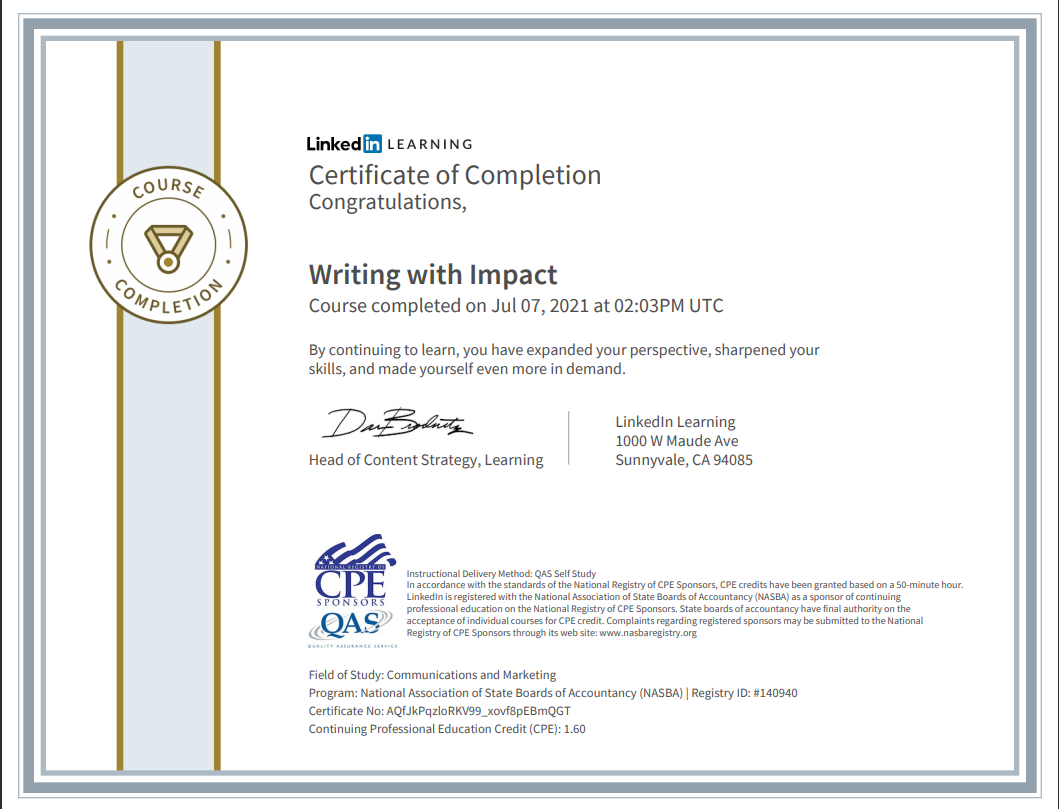 COURSE
COMPLETION
Linked in LEARNING
Certificate of Completion
Congratulations,
Writing with Impact
Course completed on Jul 07, 2021 at 02:03PM UTC
By continuing to learn, you have expanded your perspective, sharpened your
skills, and made yourself even more in demand.
Head of Content Strategy, Learning
LinkedIn Learning
1000 W Maude Ave
Sunnyvale, CA 94085
NATIONAL REGISTRY OF
CPE
SPONSORS
QAS
QUALITY ASSURANCE SERVICE
Instructional Delivery Method: QAS Self Study
In accordance with the standards of the National Registry of CPE Sponsors, CPE credits have been granted based on a 50-minute hour.
LinkedIn is registered with the National Association of State Boards of Accountancy (NASBA) as a sponsor of continuing
professional education on the National Registry of CPE Sponsors. State boards of accountancy have final authority on the
acceptance of individual courses for CPE credit. Complaints regarding registered sponsors may be submitted to the National
Registry of CPE Sponsors through its web site: www.nasbaregistry.org
Field of Study: Communications and Marketing
Program: National Association of State Boards of Accountancy (NASBA) | Registry ID: #140940
Certificate No: AQfJkPqzloRKV99_xovf8pEBmQGT
Continuing Professional Education Credit (CPE): 1.60